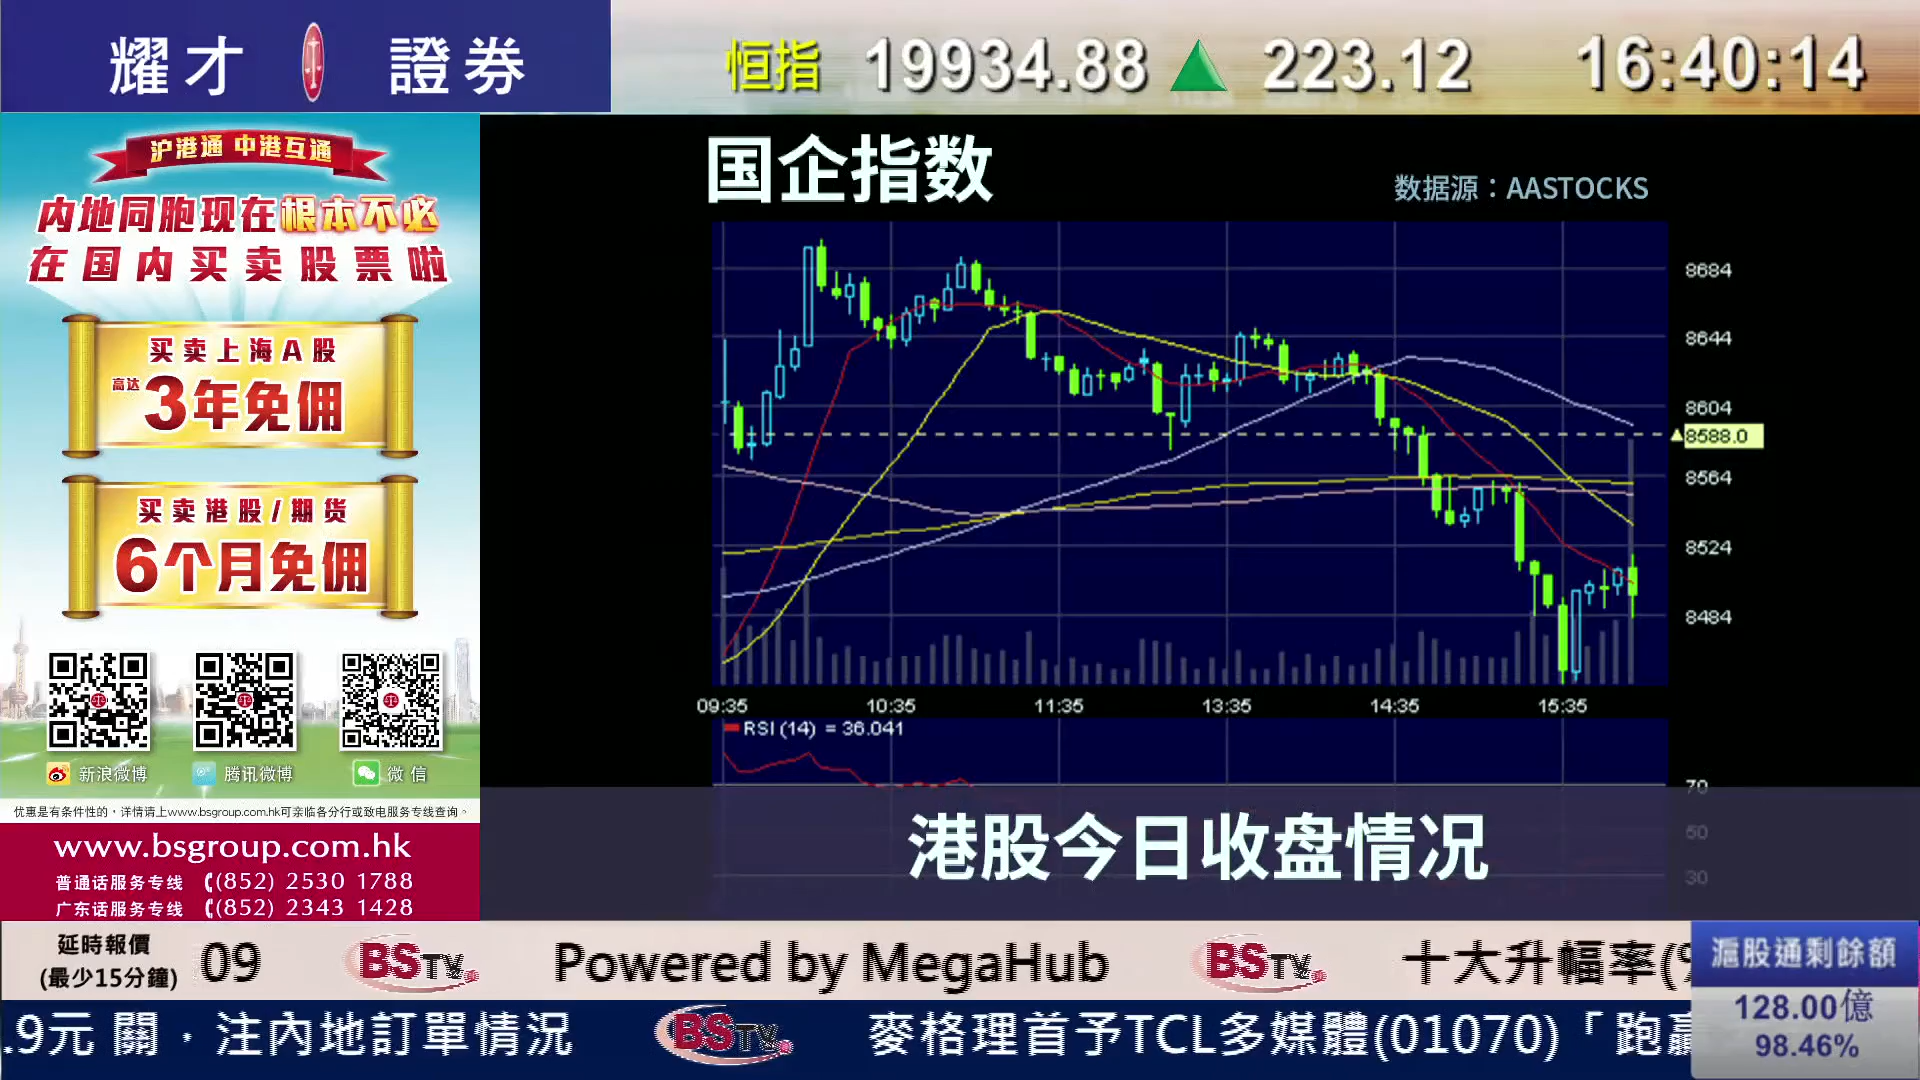 耀才 證券
恒指 19934.88 ▲ 223.12 16:40:14
沪港通 中港互通
内地同胞现在根本不必
在国内买卖股票啦
买卖上海A股
高达3年免佣
买卖港股/期货
6个月免佣
新浪微博 腾讯微博 微信
优惠是有条件性的，详情请上www.bsgroup.com.hk可亲临各分行或致电服务专线查询。
www.bsgroup.com.hk
普通话服务专线 (852) 2530 1788
广东话服务专线 (852) 2343 1428
国企指数
数据源：AASTOCKS
8684
8644
8604
8588.0
8564
8524
8484
09:35 10:35 11:35 13:35 14:35 15:35
RSI (14) = 36.041
70
50
30
港股今日收盘情况
延時報價
(最少15分鐘)
09 BSTV Powered by MegaHub BSTV 十大升幅率(%
滬股通剩餘額
128.00億
98.46%
.9元 關，注內地訂單情況 BSTV 麥格理首予TCL多媒體(01070)「跑贏